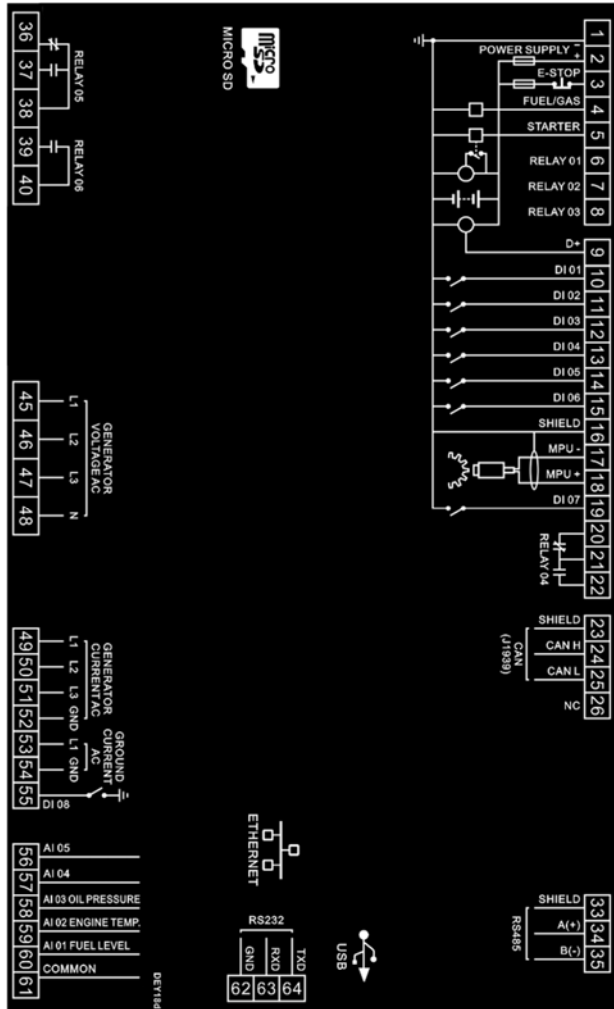 36
37
38
39
40
RELAY 05
RELAY 06
MICRO SD
micro
SD
1
2
3
4
5
6
7
8
- POWER SUPPLY +
E-STOP
FUEL/GAS
STARTER
RELAY 01
RELAY 02
RELAY 03
9
10
11
12
13
14
15
16
17
18
19
20
21
22
D+
DI 01
DI 02
DI 03
DI 04
DI 05
DI 06
SHIELD
MPU -
MPU +
DI 07
RELAY 04
45
46
47
48
L1
L2
L3
N
GENERATOR
VOLTAGE AC
23
24
25
26
SHIELD
CAN H
CAN L
NC
CAN
(J1939)
49
50
51
52
53
54
55
L1
L2
L3
GND
L1
GND
DI 08
GENERATOR
CURRENT AC
GROUND
CURRENT
AC
56
57
58
59
60
61
AI 05
AI 04
AI 03 OIL PRESSURE
AI 02 ENGINE TEMP.
AI 01 FUEL LEVEL
COMMON
DEY18d
ETHERNET
RS232
GND
RXD
TXD
62 63 64
USB
33
34
35
SHIELD
A(+)
B(-)
RS485